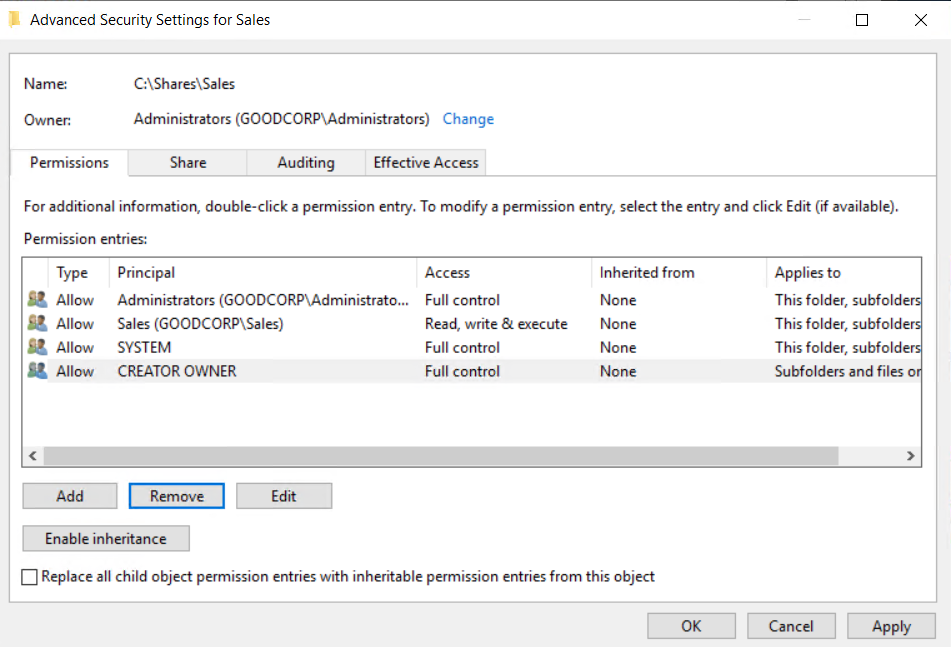 Advanced Security Settings for Sales
Name: C:\Shares\Sales
Owner: Administrators (GOODCORP\Administrators) Change
Permissions Share Auditing Effective Access
For additional information, double-click a permission entry. To modify a permission entry, select the entry and click Edit (if available).
Permission entries:
Type Principal Access Inherited from Applies to
Allow Administrators (GOODCORP\Administrato... Full control None This folder, subfolders
Allow Sales (GOODCORP\Sales) Read, write & execute None This folder, subfolders
Allow SYSTEM Full control None This folder, subfolders
Allow CREATOR OWNER Full control None Subfolders and files or
Add Remove Edit
Enable inheritance
Replace all child object permission entries with inheritable permission entries from this object
OK Cancel Apply